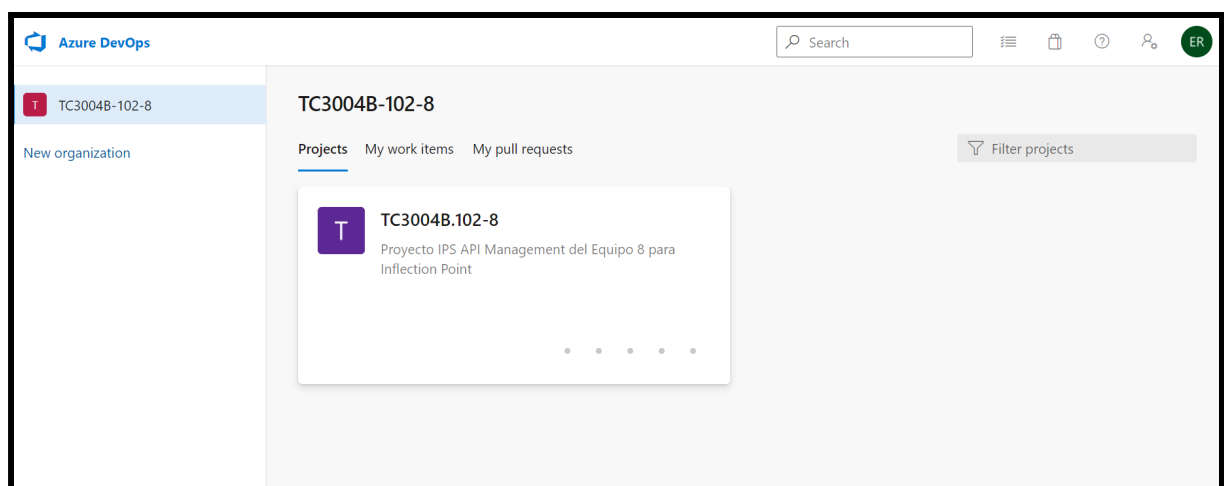 Azure DevOps
Search
ER
T TC3004B-102-8
New organization
TC3004B-102-8
Projects My work items My pull requests
Filter projects
T
TC3004B.102-8
Proyecto IPS API Management del Equipo 8 para
Inflection Point